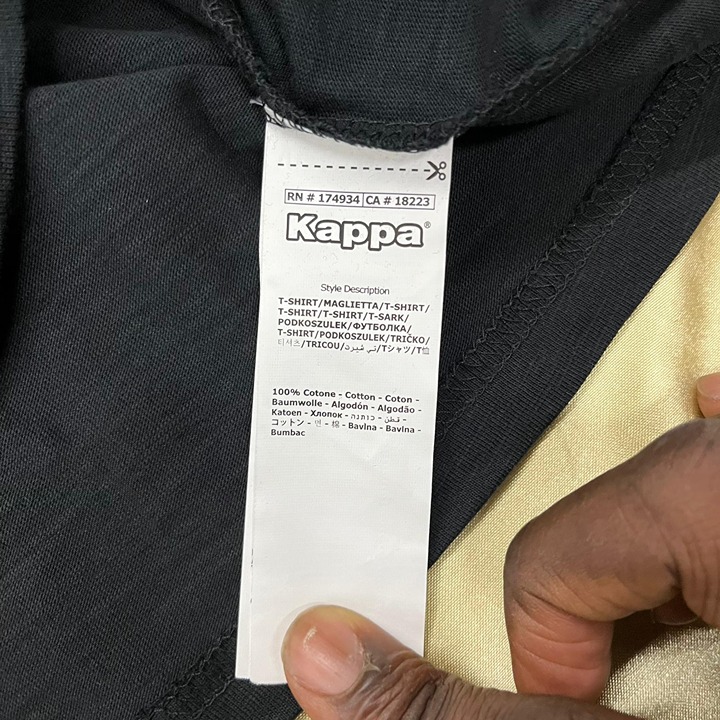 RN # 174934 CA # 18223
Kappa®
Style Description
T-SHIRT/MAGLIETTA/T-SHIRT/
T-SHIRT/T-SHIRT/T-SARK/
PODKOSZULEK/ФУТБОЛКА/
T-SHIRT/PODKOSZULEK/TRIČKO/
티셔츠/TRICOU/تي شيرت/Tシャツ/T恤
100% Cotone - Cotton - Coton -
Baumwolle - Algodón - Algodão -
Katoen - Хлопок - כותנה - قطن -
コットン - 면 - 棉 - Bavlna - Bavlna -
Bumbac